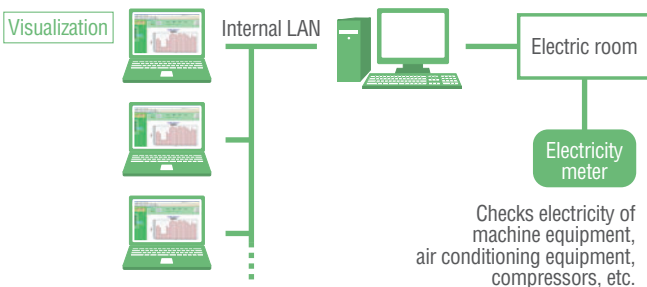 Visualization
Internal LAN
Electric room
Electricity
meter
Checks electricity of
machine equipment,
air conditioning equipment,
compressors, etc.